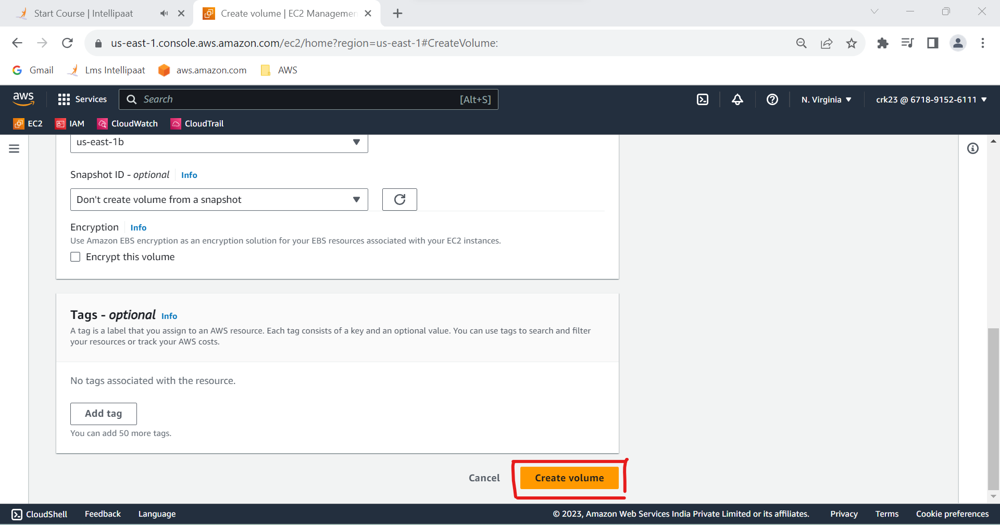 Start Course | Intellipaat
Create volume | EC2 Managemen
us-east-1.console.aws.amazon.com/ec2/home?region=us-east-1#CreateVolume:
Gmail
Lms Intellipaat
aws.amazon.com
AWS
aws
Services
Search
[Alt+S]
N. Virginia
crk23 @ 6718-9152-6111
EC2
IAM
CloudWatch
CloudTrail
us-east-1b
Snapshot ID - optional
Info
Don't create volume from a snapshot
Encryption
Info
Use Amazon EBS encryption as an encryption solution for your EBS resources associated with your EC2 instances.
Encrypt this volume
Tags - optional
Info
A tag is a label that you assign to an AWS resource. Each tag consists of a key and an optional value. You can use tags to search and filter
your resources or track your AWS costs.
No tags associated with the resource.
Add tag
You can add 50 more tags.
Cancel
Create volume
CloudShell
Feedback
Language
© 2023, Amazon Web Services India Private Limited or its affiliates.
Privacy
Terms
Cookie preferences